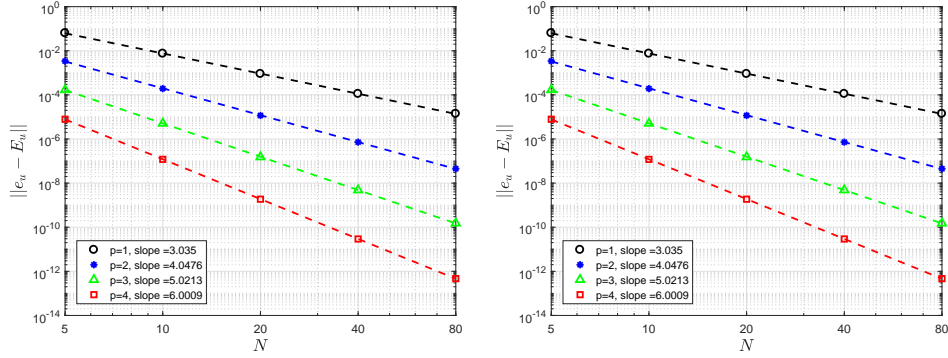 10^0
10^-2
10^-4
10^-6
10^-8
10^-10
10^-12
10^-14
||e_u − E_u||
p=1, slope =3.035
p=2, slope =4.0476
p=3, slope =5.0213
p=4, slope =6.0009
5 10 20 40 80
N
10^0
10^-2
10^-4
10^-6
10^-8
10^-10
10^-12
10^-14
||e_u − E_u||
p=1, slope =3.035
p=2, slope =4.0476
p=3, slope =5.0213
p=4, slope =6.0009
5 10 20 40 80
N